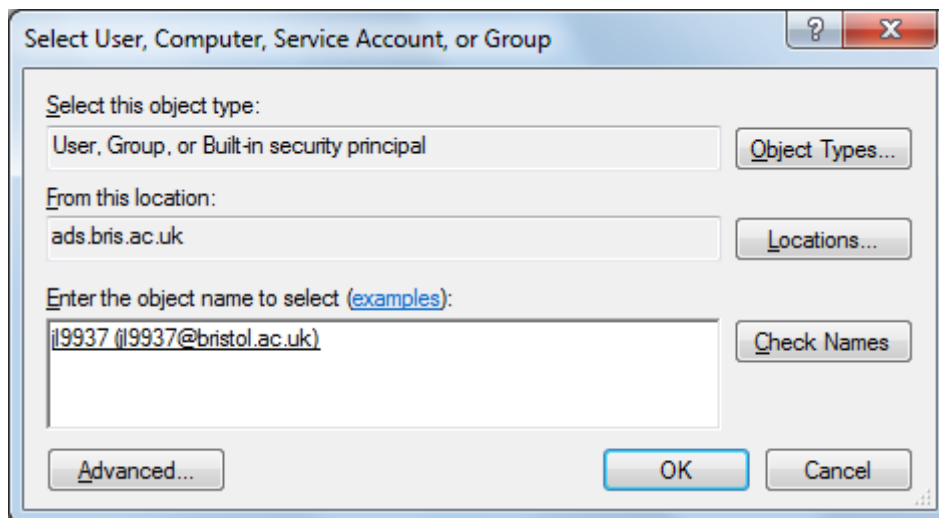 Select User, Computer, Service Account, or Group
Select this object type:
User, Group, or Built-in security principal
Object Types...
From this location:
ads.bris.ac.uk
Locations...
Enter the object name to select (examples):
jl9937 (jl9937@bristol.ac.uk)
Check Names
Advanced...
OK
Cancel